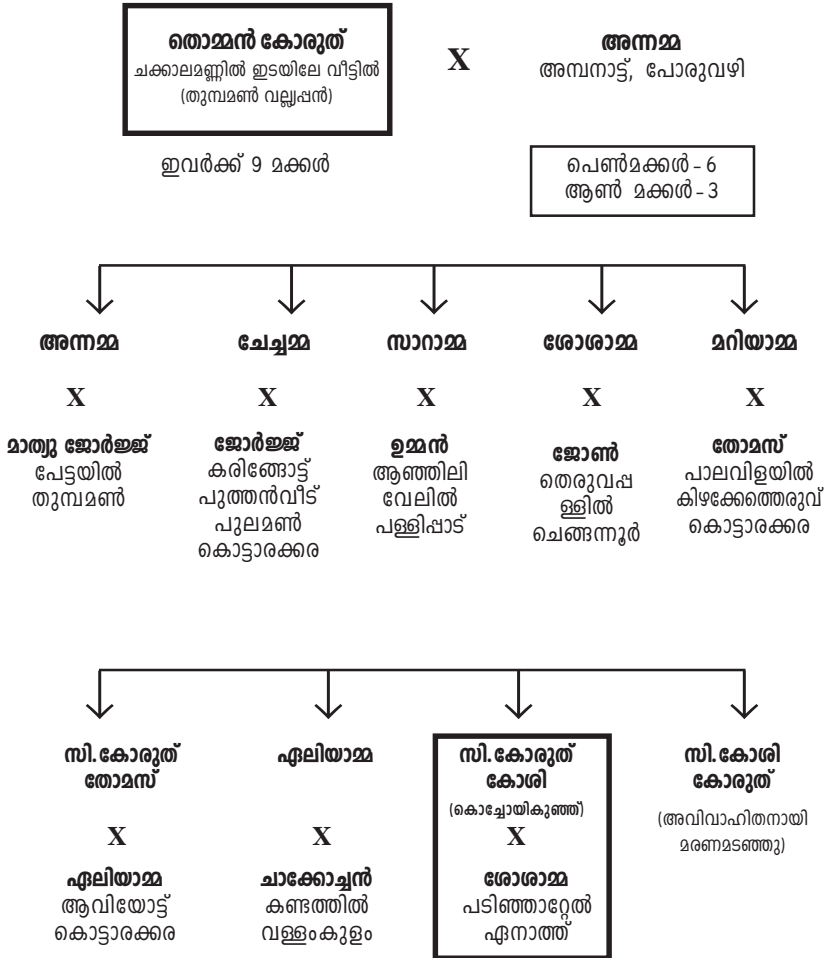 തൊമ്മൻ കോരുത്
ചക്കാലമണ്ണിൽ ഇടയിലേ വീട്ടിൽ
(തുമ്പമൺ വല്ല്യപ്പൻ)
X
അന്നമ്മ
അമ്പനാട്ട്, പോരുവഴി
ഇവർക്ക് 9 മക്കൾ
പെൺമക്കൾ - 6
ആൺ മക്കൾ - 3
അന്നമ്മ
X
മാത്യു ജോർജ്ജ്
പേട്ടയിൽ
തുമ്പമൺ
ചേച്ചമ്മ
X
ജോർജ്ജ്
കരിങ്ങോട്ട്
പുത്തൻവീട്
പുലമൺ
കൊട്ടാരക്കര
സാറാമ്മ
X
ഉമ്മൻ
ആഞ്ഞിലി
വേലിൽ
പള്ളിപ്പാട്
ശോശാമ്മ
X
ജോൺ
തെരുവപ്പ
ള്ളിൽ
ചെങ്ങന്നൂർ
മറിയാമ്മ
X
തോമസ്
പാലവിളയിൽ
കിഴക്കേത്തെരുവ്
കൊട്ടാരക്കര
സി.കോരുത്
തോമസ്
X
ഏലിയാമ്മ
ആവിയോട്ട്
കൊട്ടാരക്കര
ഏലിയാമ്മ
X
ചാക്കോച്ചൻ
കണ്ടത്തിൽ
വള്ളംകുളം
സി.കോരുത്
കോശി
(കൊച്ചോയികുഞ്ഞ്)
X
ശോശാമ്മ
പടിഞ്ഞാറ്റേൽ
ഏനാത്ത്
സി.കോശി
കോരുത്
(അവിവാഹിതനായി
മരണമടഞ്ഞു)